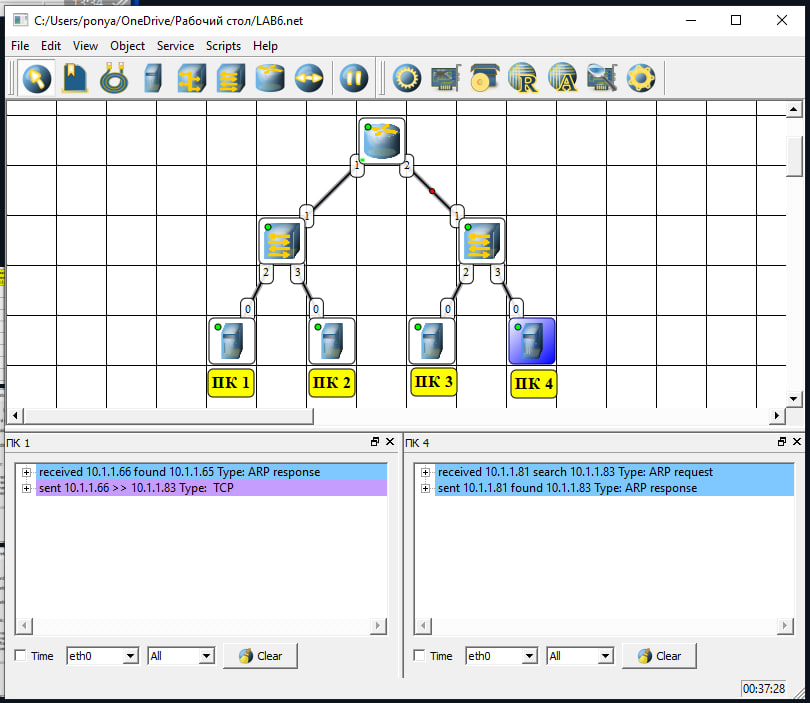 13:34
C:/Users/ponya/OneDrive/Рабочий стол/LAB6.net
File Edit View Object Service Scripts Help
R A
1 2
1 1
2 3 2 3
0 0 0 0
ПК 1 ПК 2 ПК 3 ПК 4
ПК 1
received 10.1.1.66 found 10.1.1.65 Type: ARP response
sent 10.1.1.66 >> 10.1.1.83 Type: TCP
Time eth0 All Clear
ПК 4
received 10.1.1.81 search 10.1.1.83 Type: ARP request
sent 10.1.1.81 found 10.1.1.83 Type: ARP response
Time eth0 All Clear
00:37:28